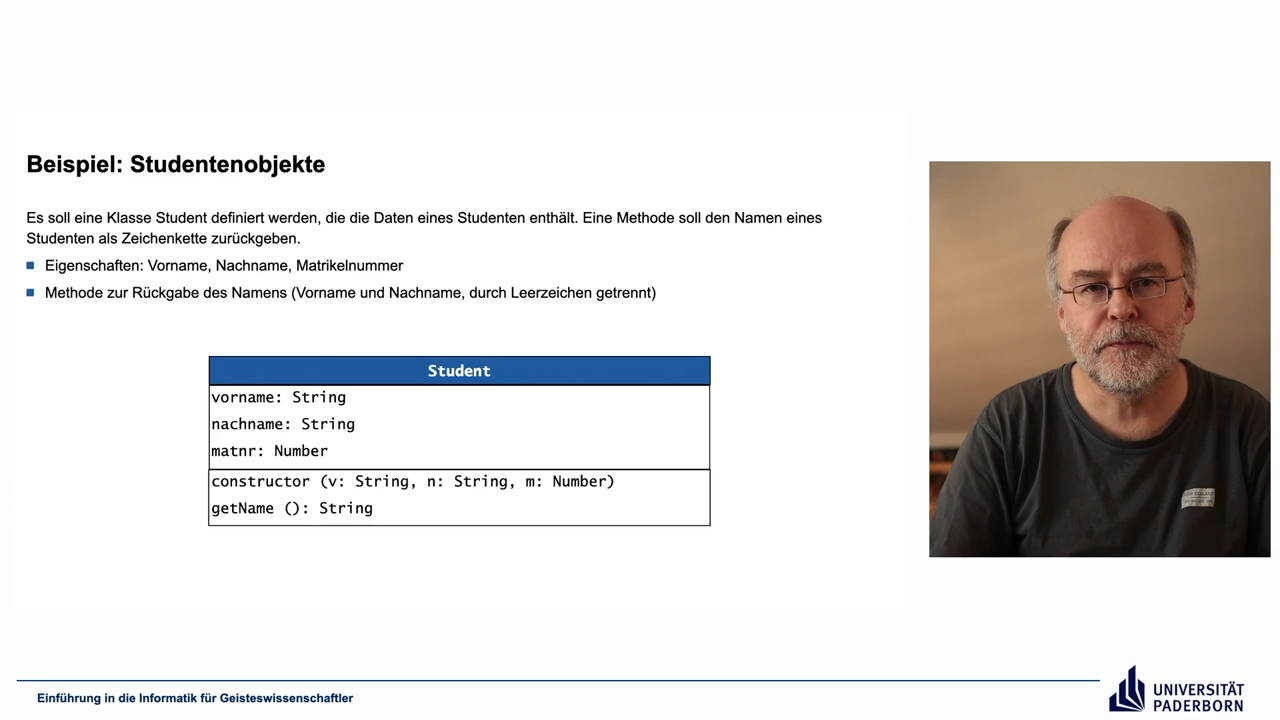 Beispiel: Studentenobjekte
Es soll eine Klasse Student definiert werden, die die Daten eines Studenten enthält. Eine Methode soll den Namen eines
Studenten als Zeichenkette zurückgeben.
Eigenschaften: Vorname, Nachname, Matrikelnummer
Methode zur Rückgabe des Namens (Vorname und Nachname, durch Leerzeichen getrennt)
Student
vorname: String
nachname: String
matnr: Number
constructor (v: String, n: String, m: Number)
getName (): String
Einführung in die Informatik für Geisteswissenschaftler
UNIVERSITÄT
PADERBORN